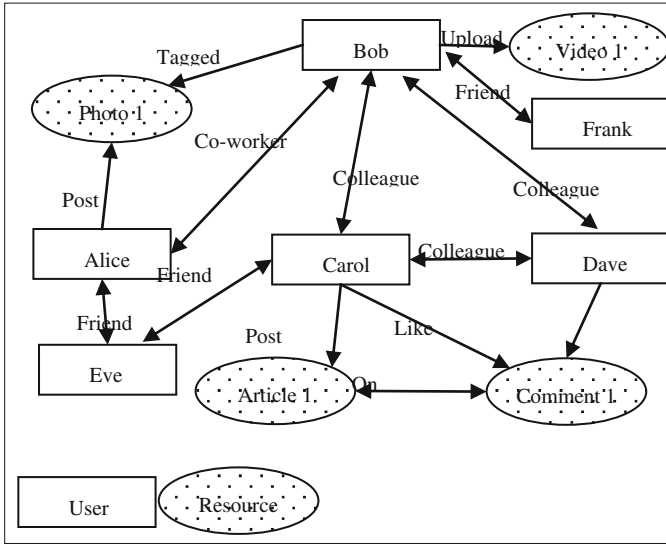 Bob
Upload
Video 1
Tagged
Photo 1
Friend
Frank
Co-worker
Colleague
Colleague
Post
Alice
Friend
Carol
Colleague
Dave
Friend
Eve
Post
Like
Article 1
On
Comment 1
User
Resource